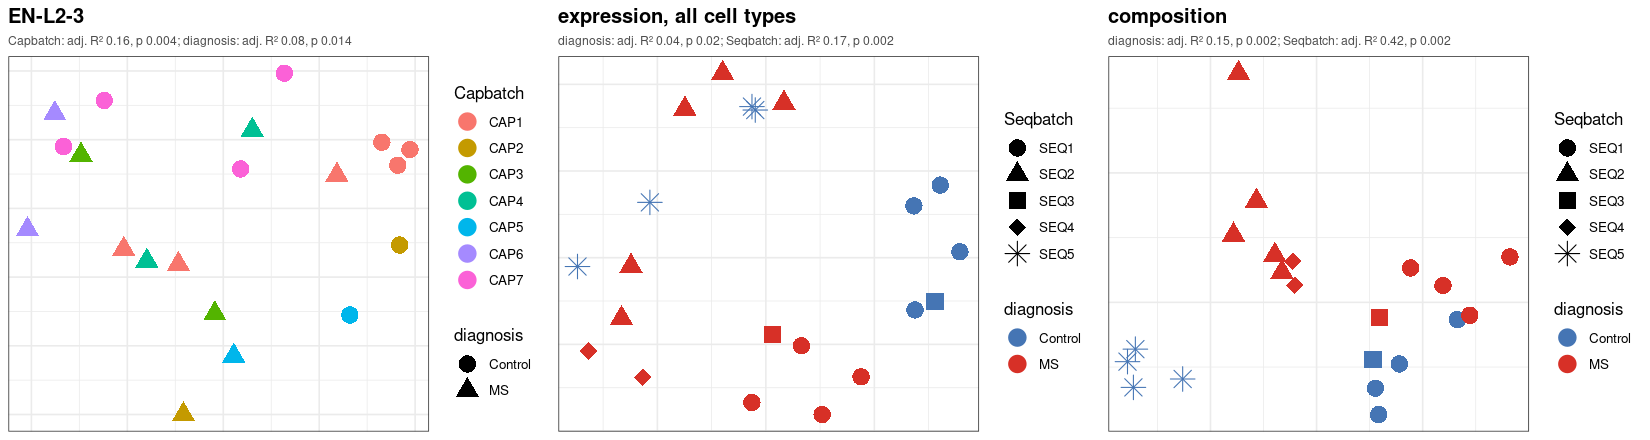 EN-L2-3
Capbatch: adj. R² 0.16, p 0.004; diagnosis: adj. R² 0.08, p 0.014
Capbatch
CAP1
CAP2
CAP3
CAP4
CAP5
CAP6
CAP7
diagnosis
Control
MS
expression, all cell types
diagnosis: adj. R² 0.04, p 0.02; Seqbatch: adj. R² 0.17, p 0.002
Seqbatch
SEQ1
SEQ2
SEQ3
SEQ4
SEQ5
diagnosis
Control
MS
composition
diagnosis: adj. R² 0.15, p 0.002; Seqbatch: adj. R² 0.42, p 0.002
Seqbatch
SEQ1
SEQ2
SEQ3
SEQ4
SEQ5
diagnosis
Control
MS